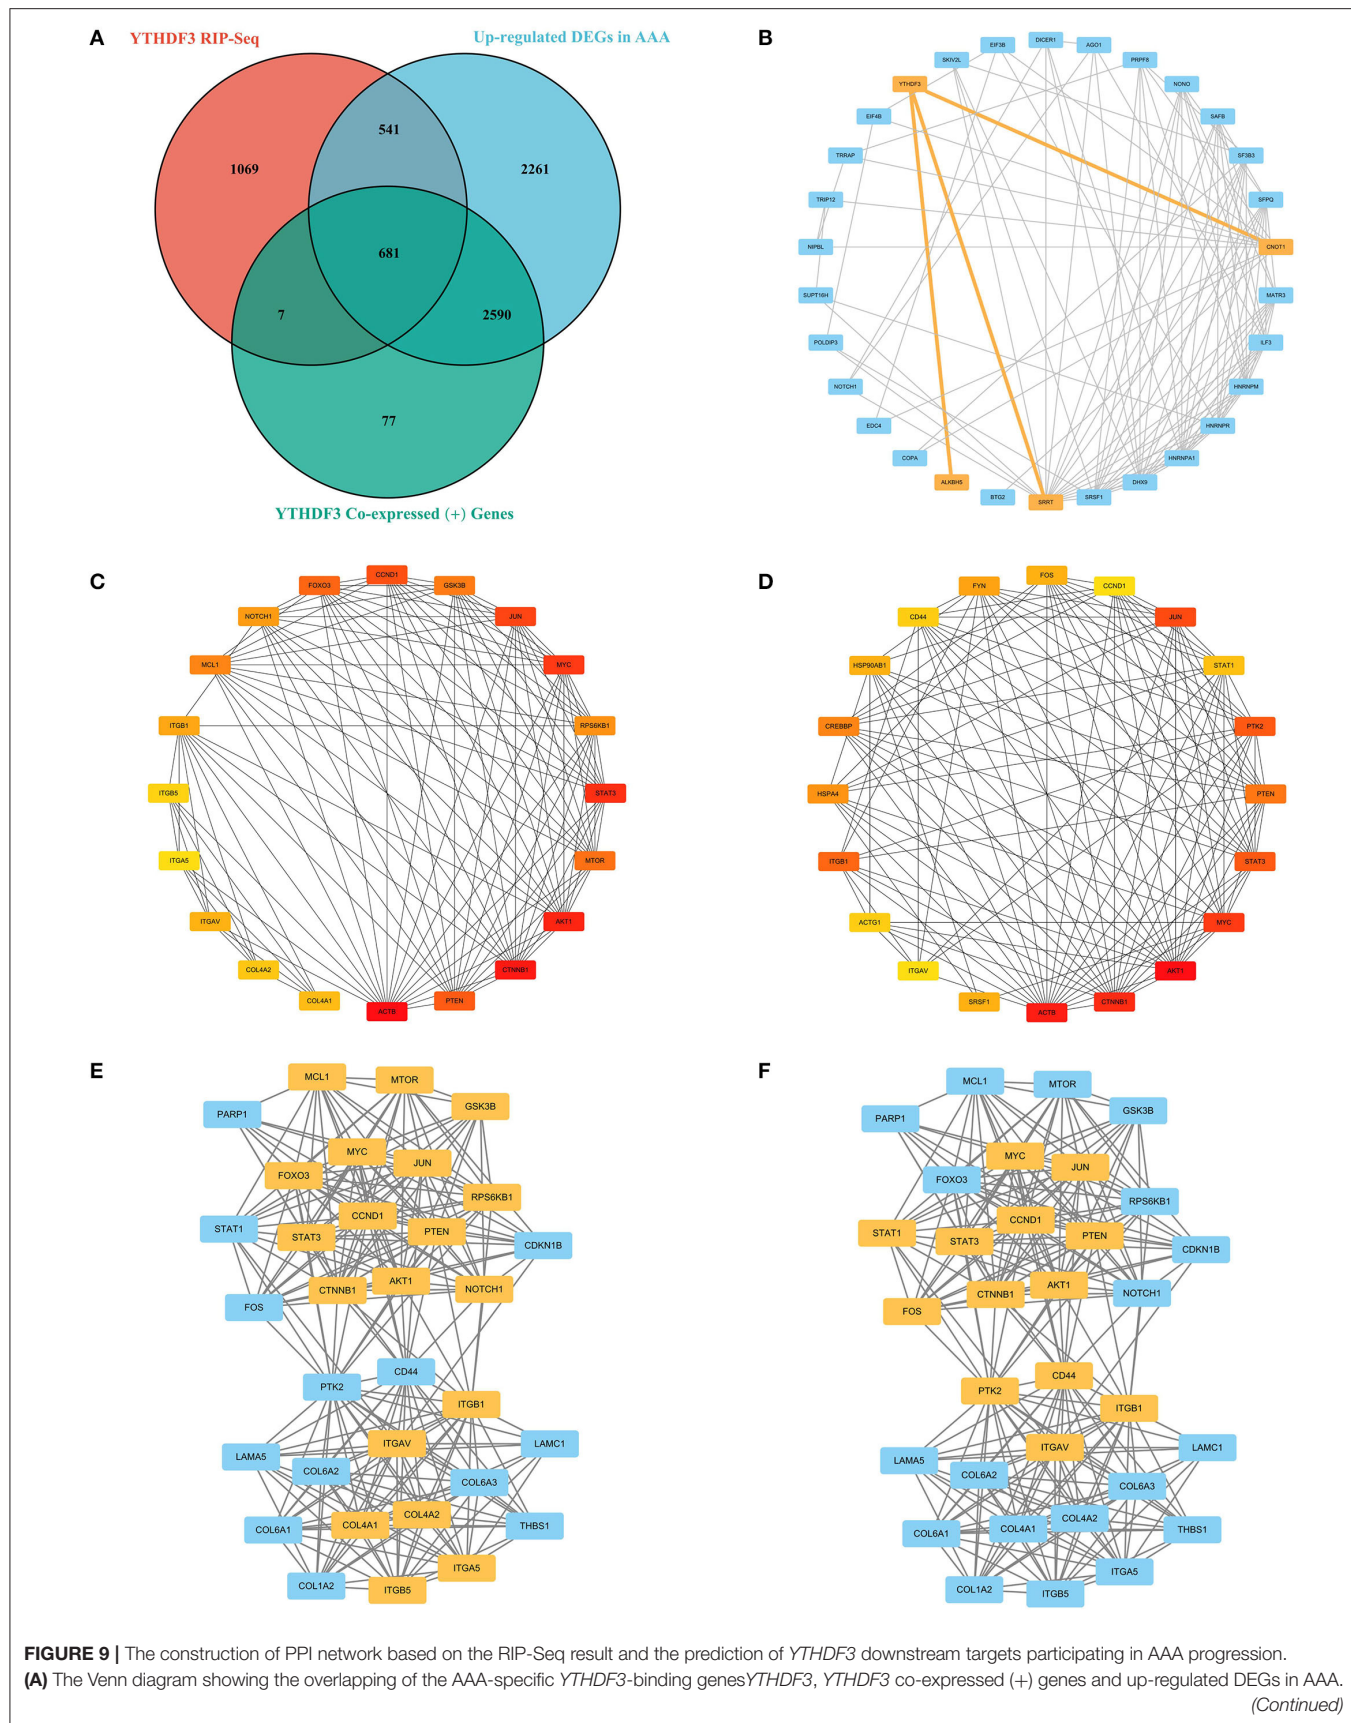 A
YTHDF3 RIP-Seq
Up-regulated DEGs in AAA
541
1069
2261
681
7
2590
77
YTHDF3 Co-expressed (+) Genes
B
DICER1
AGO1
EIF3B
PRPF8
SKIV2L
NONO
YTHDF3
SAFB
EIF4B
SF3B3
TRRAP
SFPQ
TRIP12
CNOT1
NIPBL
MATR3
SUPT16H
ILF3
POLDIP3
HNRNPM
NOTCH1
HNRNPR
EDC4
HNRNPA1
COPA
DHX9
ALKBH5
SRSF1
BTG2
SRRT
C
CCND1
FOXO3
GSK3B
NOTCH1
JUN
MCL1
MYC
ITGB1
RPS6KB1
ITGB5
STAT3
ITGA5
MTOR
ITGAV
AKT1
COL4A2
CTNNB1
COL4A1
PTEN
ACTB
D
FOS
FYN
CCND1
CD44
JUN
HSP90AB1
STAT1
CREBBP
PTK2
HSPA4
PTEN
ITGB1
STAT3
ACTG1
MYC
ITGAV
AKT1
SRSF1
CTNNB1
ACTB
E
MCL1
MTOR
PARP1
GSK3B
MYC
JUN
FOXO3
RPS6KB1
CCND1
STAT1
STAT3
PTEN
CDKN1B
CTNNB1
AKT1
NOTCH1
FOS
CD44
PTK2
ITGB1
ITGAV
LAMC1
LAMA5
COL6A2
COL6A3
COL4A2
COL6A1
COL4A1
THBS1
ITGA5
COL1A2
ITGB5
F
MCL1
MTOR
PARP1
GSK3B
MYC
JUN
FOXO3
RPS6KB1
CCND1
STAT1
STAT3
PTEN
CDKN1B
CTNNB1
AKT1
NOTCH1
FOS
CD44
PTK2
ITGB1
ITGAV
LAMC1
LAMA5
COL6A2
COL6A3
COL4A2
COL6A1
COL4A1
THBS1
ITGA5
COL1A2
ITGB5
FIGURE 9 | The construction of PPI network based on the RIP-Seq result and the prediction of YTHDF3 downstream targets participating in AAA progression.
(A) The Venn diagram showing the overlapping of the AAA-specific YTHDF3-binding genesYTHDF3, YTHDF3 co-expressed (+) genes and up-regulated DEGs in AAA.
(Continued)